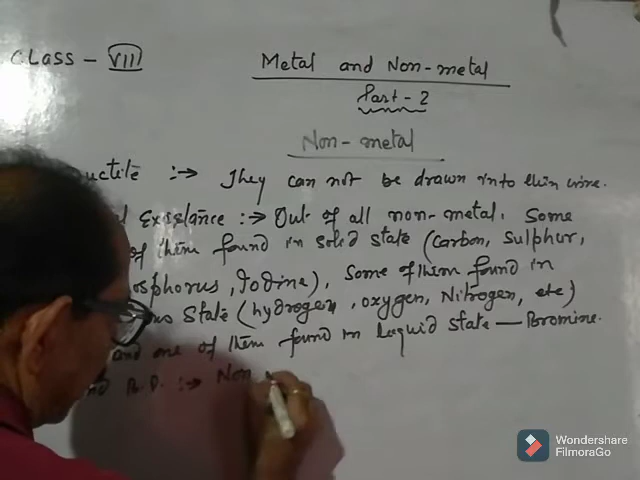 CLASS – VIII
Metal and Non-metal
Part - 2
Non-metal
uctile :→ They can not be drawn into thin wire.
Existance :→ Out of all non-metal. Some
of them found in solid state (Carbon, Sulphur,
osphorus, Iodine), Some of them found in
State (hydrogen, oxygen, Nitrogen, etc)
and one of them found in liquid state — Bromine.
B.P. :→ Non
Wondershare
FilmoraGo